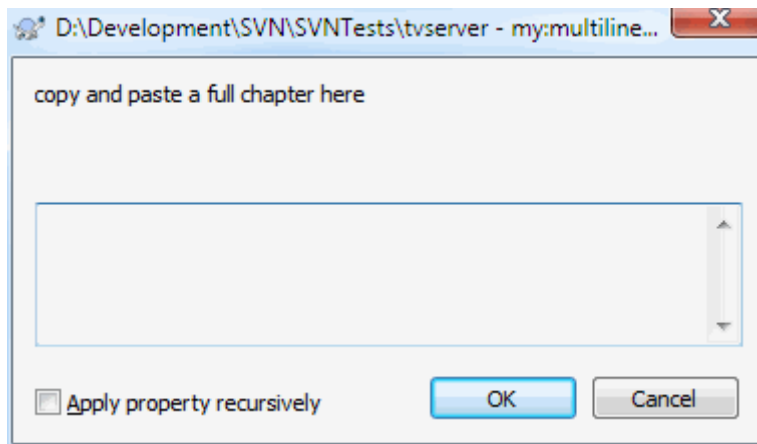 D:\Development\SVN\SVNTests\tvserver - my:multiline...
copy and paste a full chapter here
Apply property recursively
OK
Cancel